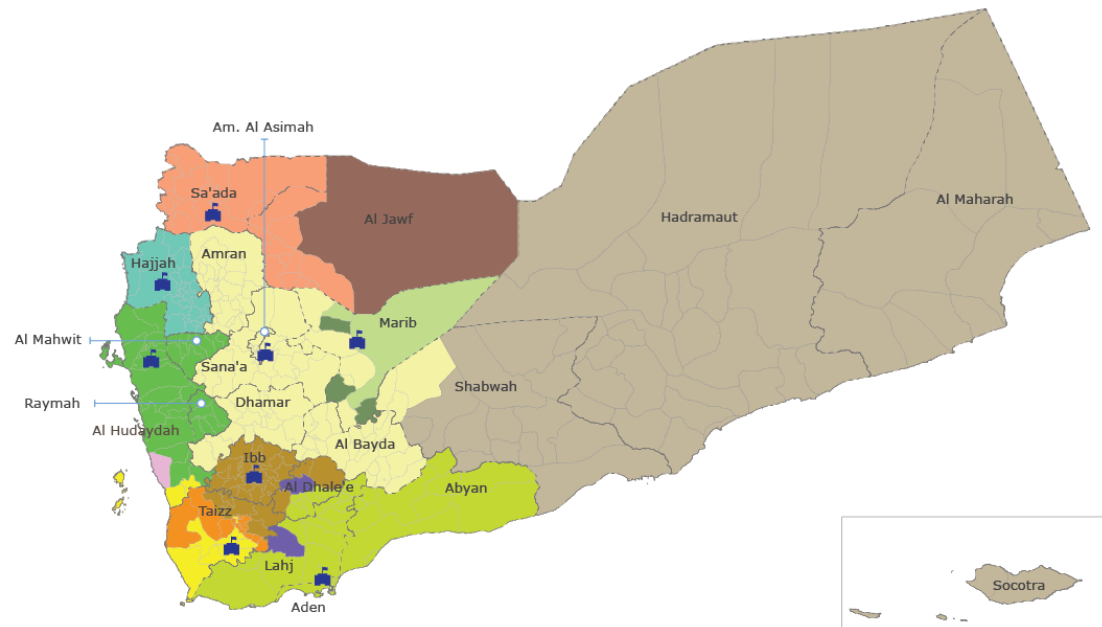 Am. Al Asimah
Sa'ada
Al Jawf
Hadramaut
Al Maharah
Amran
Hajjah
Marib
Al Mahwit
Sana'a
Shabwah
Raymah
Dhamar
Al Hudaydah
Al Bayda
Ibb
Al Dhale'e
Abyan
Taizz
Lahj
Aden
Socotra